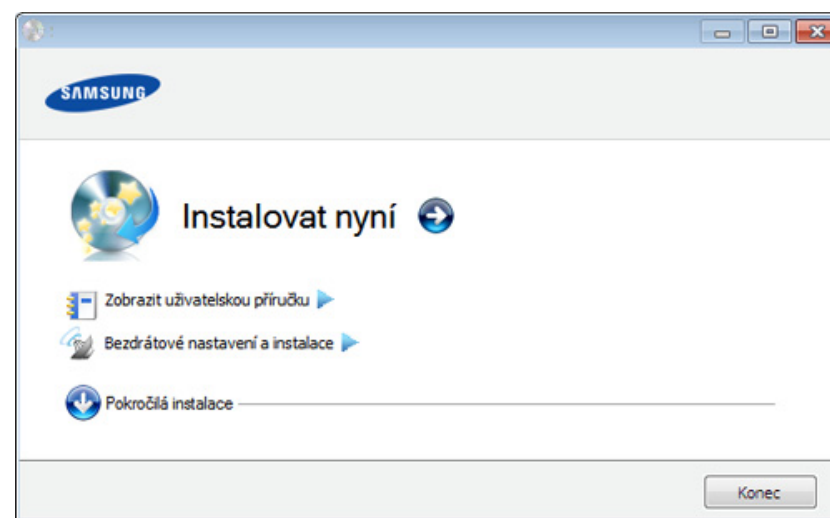 SAMSUNG
Instalovat nyní
Zobrazit uživatelskou příručku
Bezdrátové nastavení a instalace
Pokročilá instalace
Konec